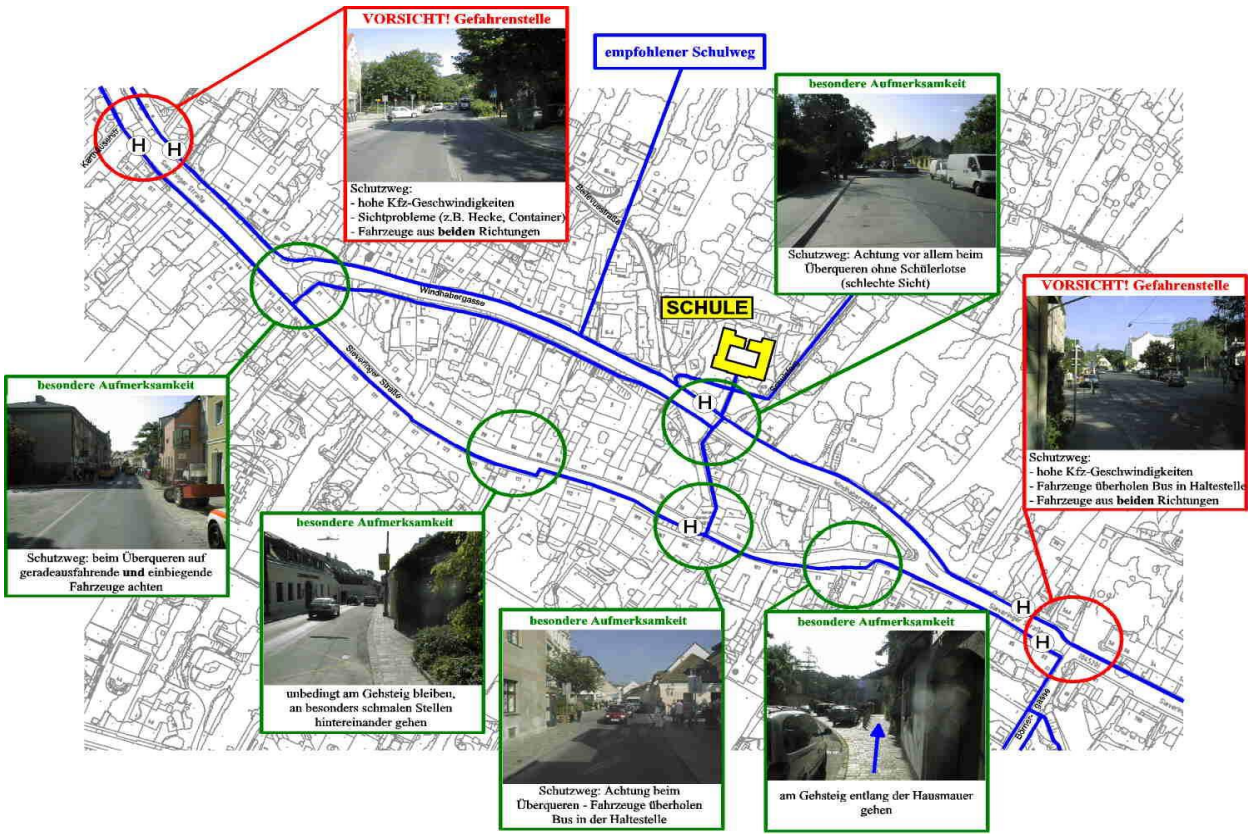 VORSICHT! Gefahrenstelle
Schutzweg:
- hohe Kfz-Geschwindigkeiten
- Sichtprobleme (z.B. Hecke, Container)
- Fahrzeuge aus beiden Richtungen
empfohlener Schulweg
besondere Aufmerksamkeit
Schutzweg: Achtung vor allem beim
Überqueren ohne Schülerlotse
(schlechte Sicht)
H
H
Bellevuestraße
Windhabergasse
SCHULE
VORSICHT! Gefahrenstelle
Schutzweg:
- hohe Kfz-Geschwindigkeiten
- Fahrzeuge überholen Bus in Haltestelle
- Fahrzeuge aus beiden Richtungen
Sieveringer Straße
H
besondere Aufmerksamkeit
Schutzweg: beim Überqueren auf
geradeausfahrende und einbiegende
Fahrzeuge achten
Windhabergasse
H
besondere Aufmerksamkeit
unbedingt am Gehsteig bleiben,
an besonders schmalen Stellen
hintereinander gehen
H
H
besondere Aufmerksamkeit
Schutzweg: Achtung beim
Überqueren - Fahrzeuge überholen
Bus in der Haltestelle
besondere Aufmerksamkeit
am Gehsteig entlang der Hausmauer
gehen